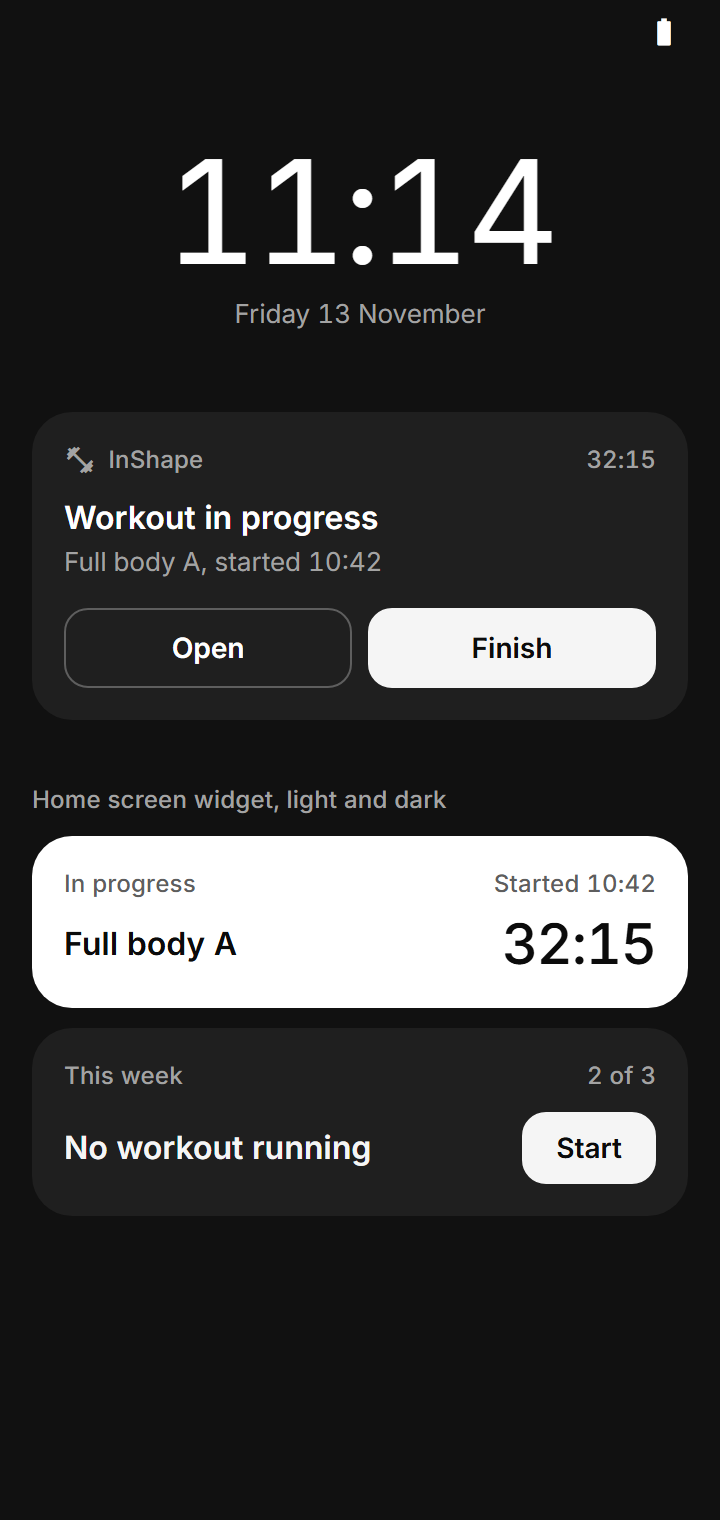 11:14
Friday 13 November
InShape 32:15
Workout in progress
Full body A, started 10:42
Open Finish
Home screen widget, light and dark
In progress Started 10:42
Full body A 32:15
This week 2 of 3
No workout running Start